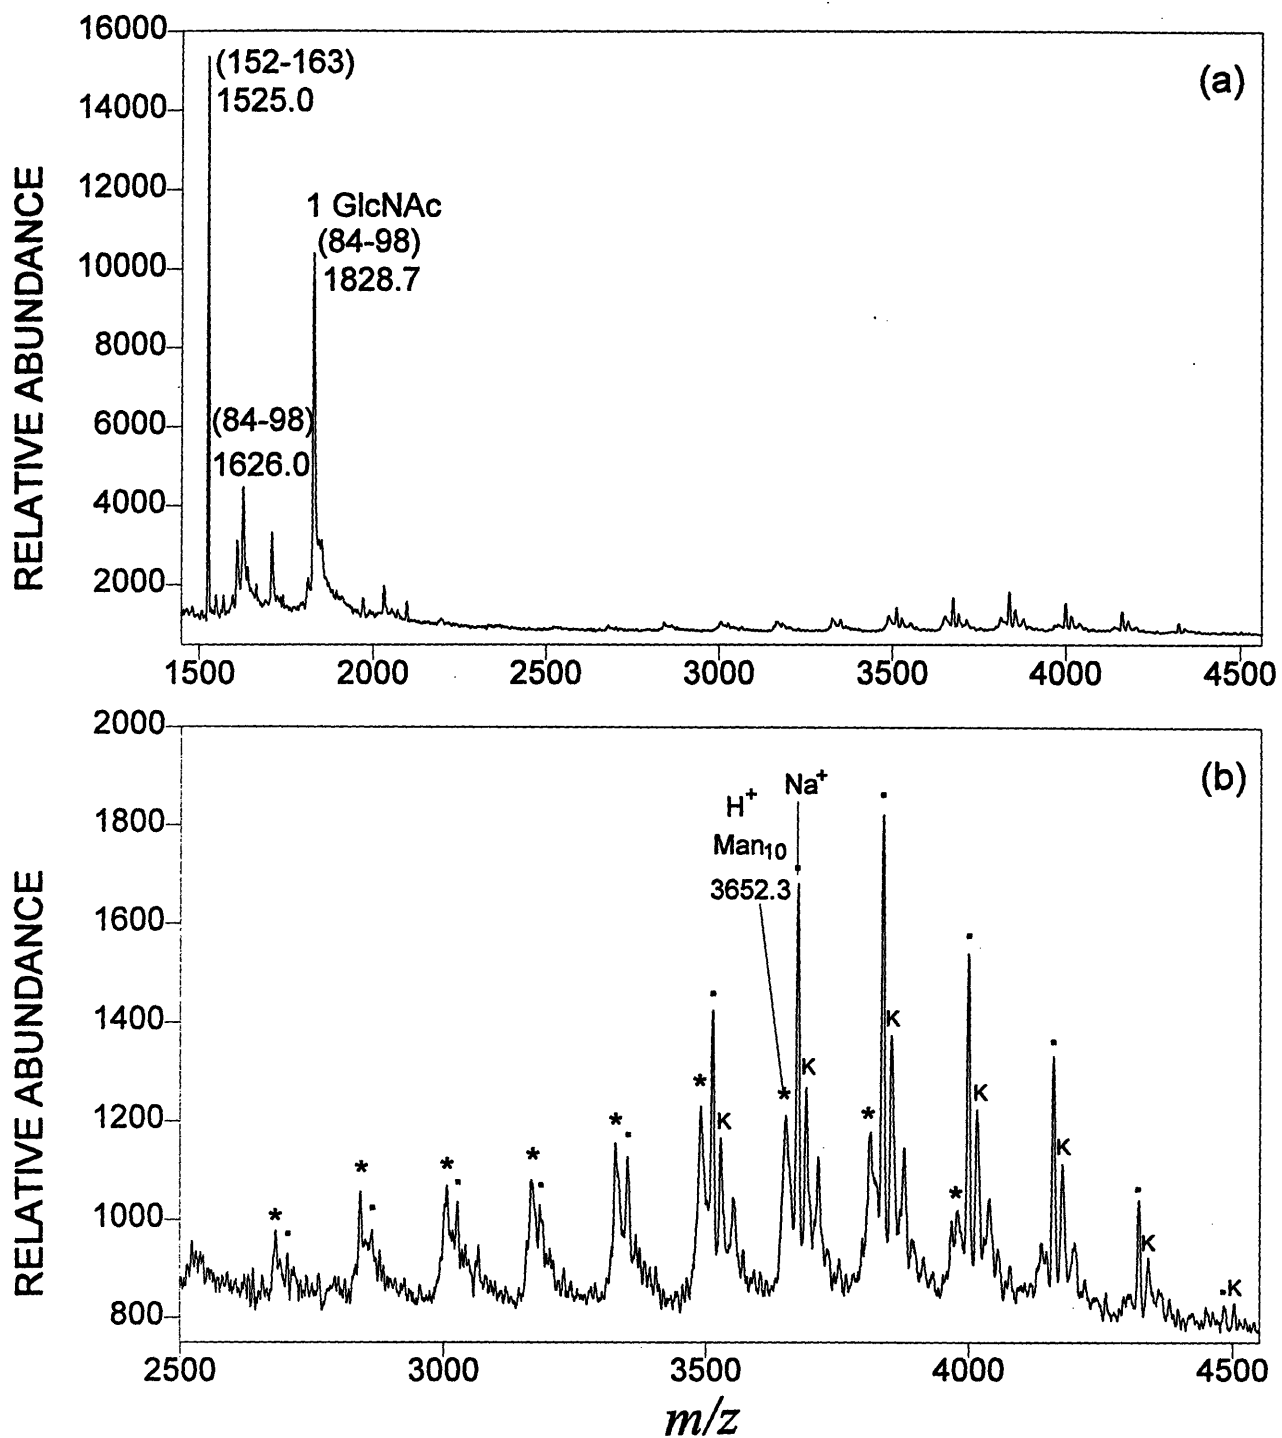 RELATIVE ABUNDANCE
16000
14000
12000
10000
8000
6000
4000
2000
(a)
(152-163)
1525.0
1 GlcNAc
(84-98)
1828.7
(84-98)
1626.0
1500 2000 2500 3000 3500 4000 4500
RELATIVE ABUNDANCE
2000
1800
1600
1400
1200
1000
800
(b)
H+ Na+
Man10
3652.3
* * * * * * * *
K K K K K K K
2500 3000 3500 4000 4500
m/z